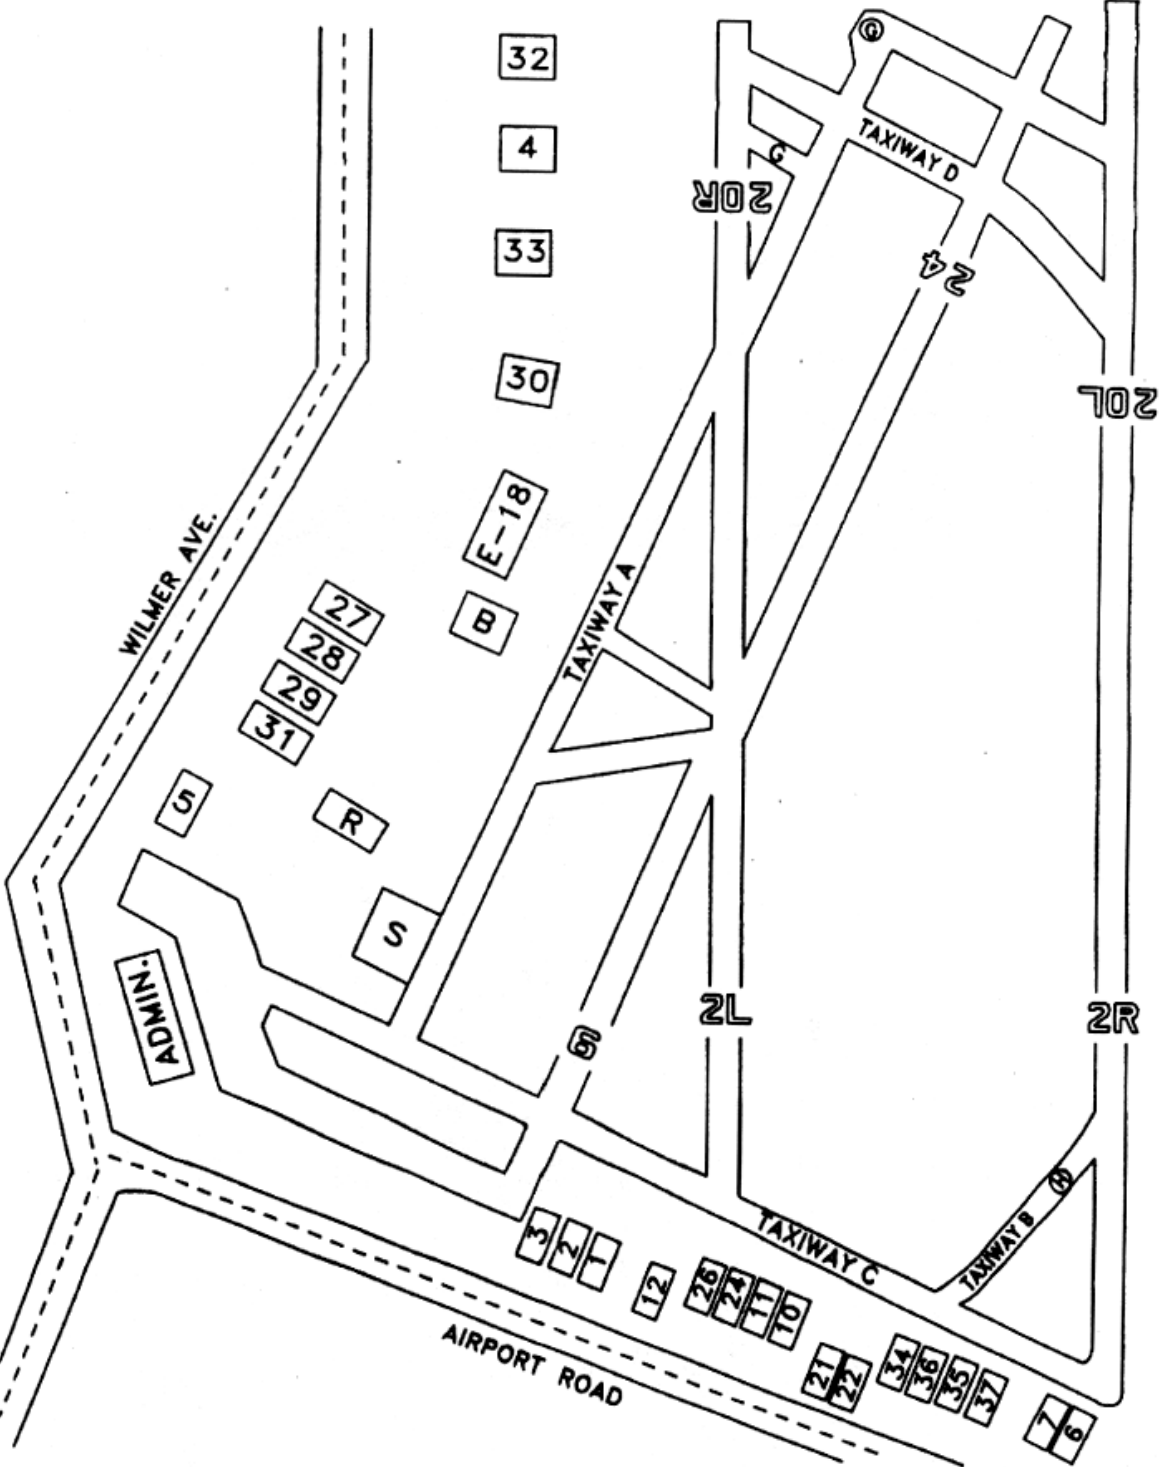 G
32
4
TAXIWAY D
G
20R
33
24
30
20L
E-18
WILMER AVE.
TAXIWAY A
27
B
28
29
31
5
R
S
ADMIN.
2L
2R
6
H
3
2
1
TAXIWAY C
TAXIWAY B
12
26
24
11
10
AIRPORT ROAD
21
22
34
36
35
37
7
6